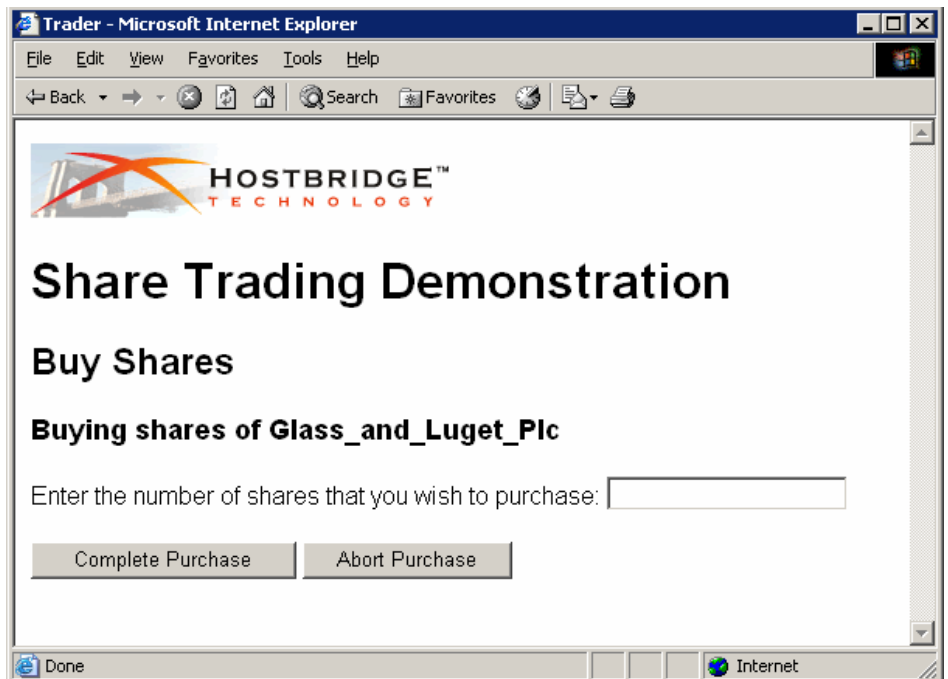 Trader - Microsoft Internet Explorer
File Edit View Favorites Tools Help
Back Search Favorites
HOSTBRIDGE™
TECHNOLOGY
Share Trading Demonstration
Buy Shares
Buying shares of Glass_and_Luget_Plc
Enter the number of shares that you wish to purchase:
Complete Purchase Abort Purchase
Done Internet